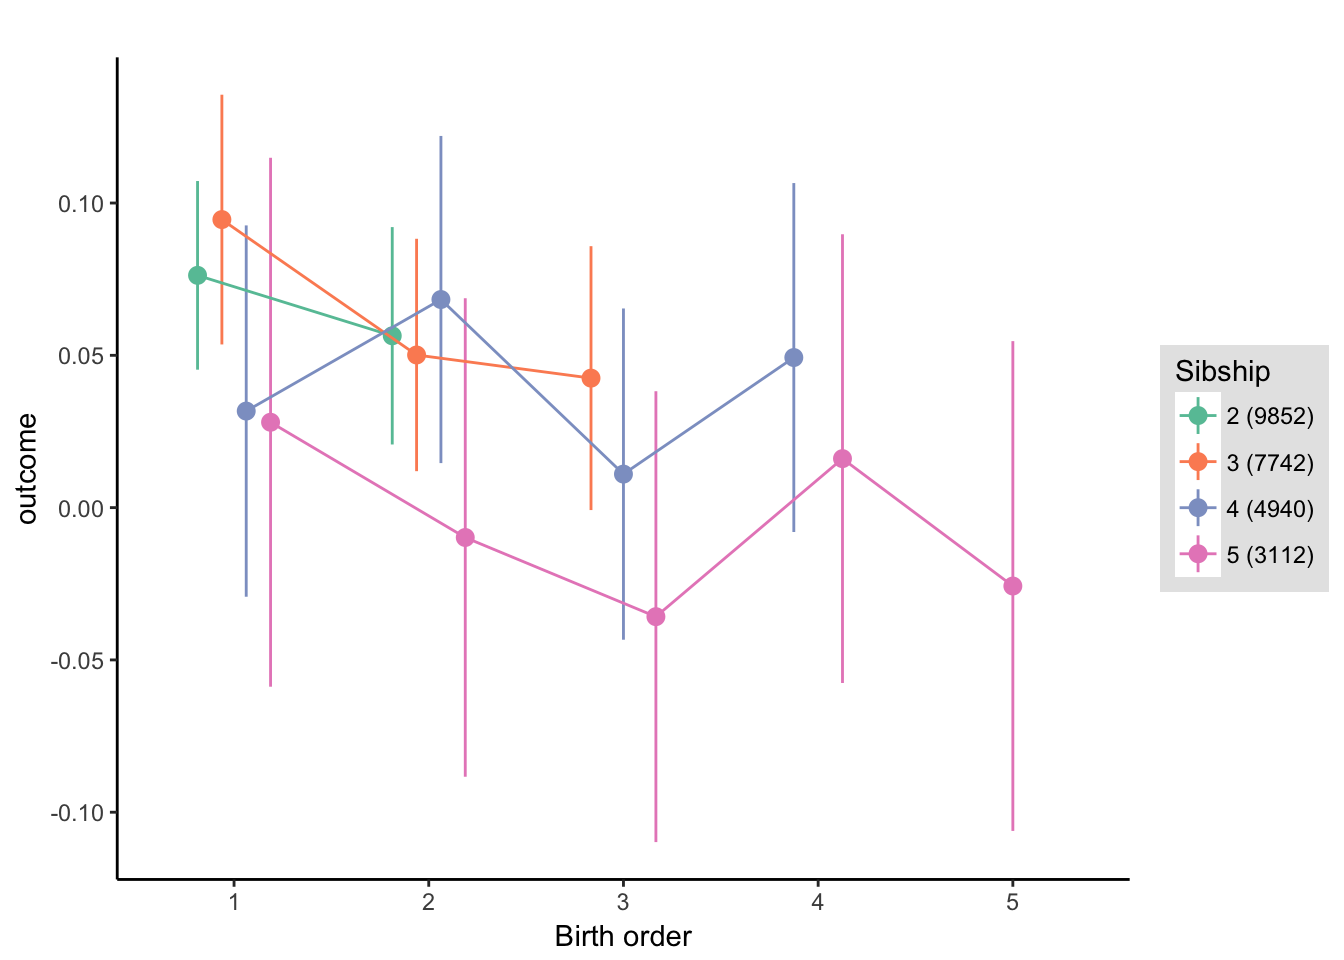 0.10
0.05
0.00
-0.05
-0.10
outcome
1 2 3 4 5
Birth order
Sibship
2 (9852)
3 (7742)
4 (4940)
5 (3112)